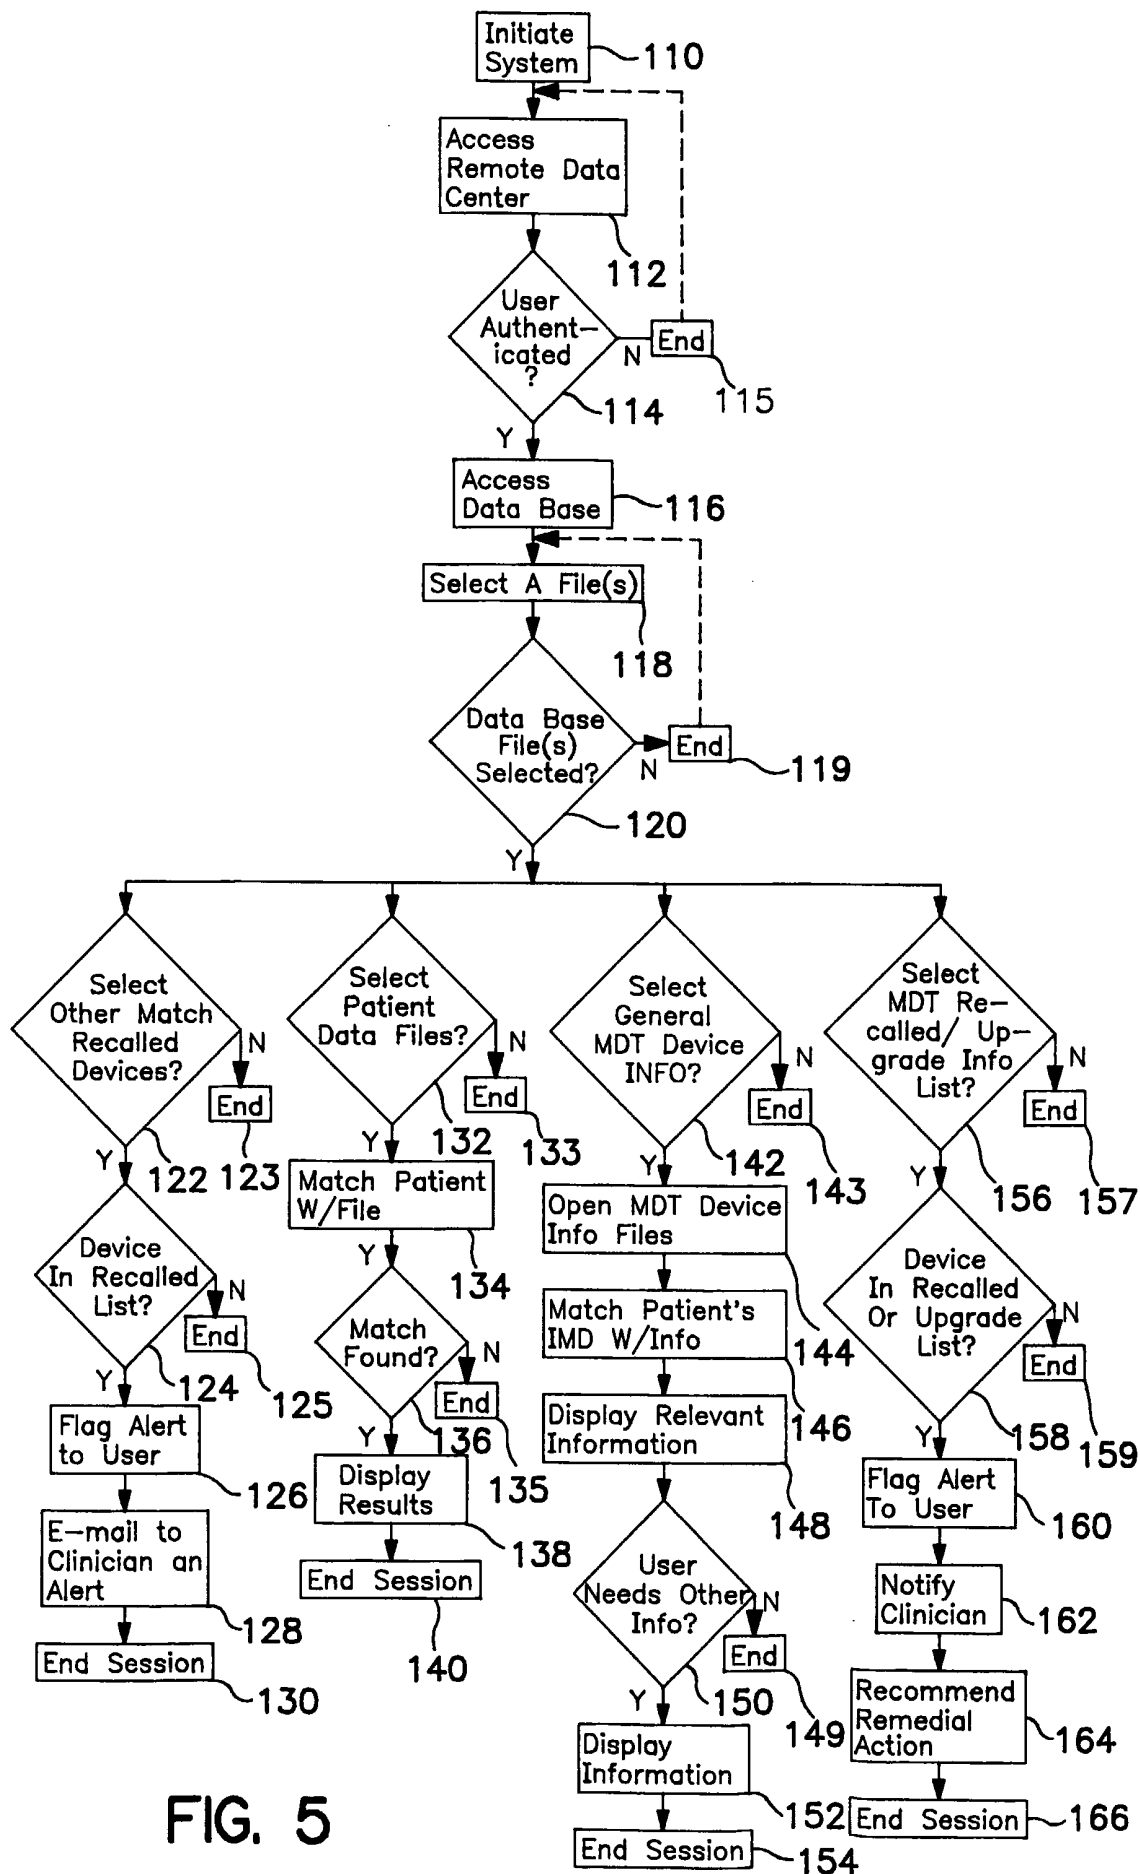 Initiate
System
110
Access
Remote Data
Center
112
User
Authent-
icated
?
N
End
115
114
Y
Access
Data Base
116
Select A File(s)
118
Data Base
File(s)
Selected?
N
End
119
120
Y
Select
Other Match
Recalled
Devices?
N
End
123
122
Y
Device
In Recalled
List?
N
End
125
124
Y
Flag Alert
to User
126
E-mail to
Clinician an
Alert
128
End Session
130
Select
Patient
Data Files?
N
End
133
132
Y
Match Patient
W/File
134
Y
Match
Found?
N
End
135
136
Y
Display
Results
138
End Session
140
Select
General
MDT Device
INFO?
N
End
143
142
Y
Open MDT Device
Info Files
144
Match Patient's
IMD W/Info
146
Display Relevant
Information
148
User
Needs Other
Info?
N
End
149
150
Y
Display
Information
152
End Session
154
Select
MDT Re-
called/ Up-
grade Info
List?
N
End
157
156
Y
Device
In Recalled
Or Upgrade
List?
N
End
159
158
Y
Flag Alert
To User
160
Notify
Clinician
162
Recommend
Remedial
Action
164
End Session
166
FIG. 5